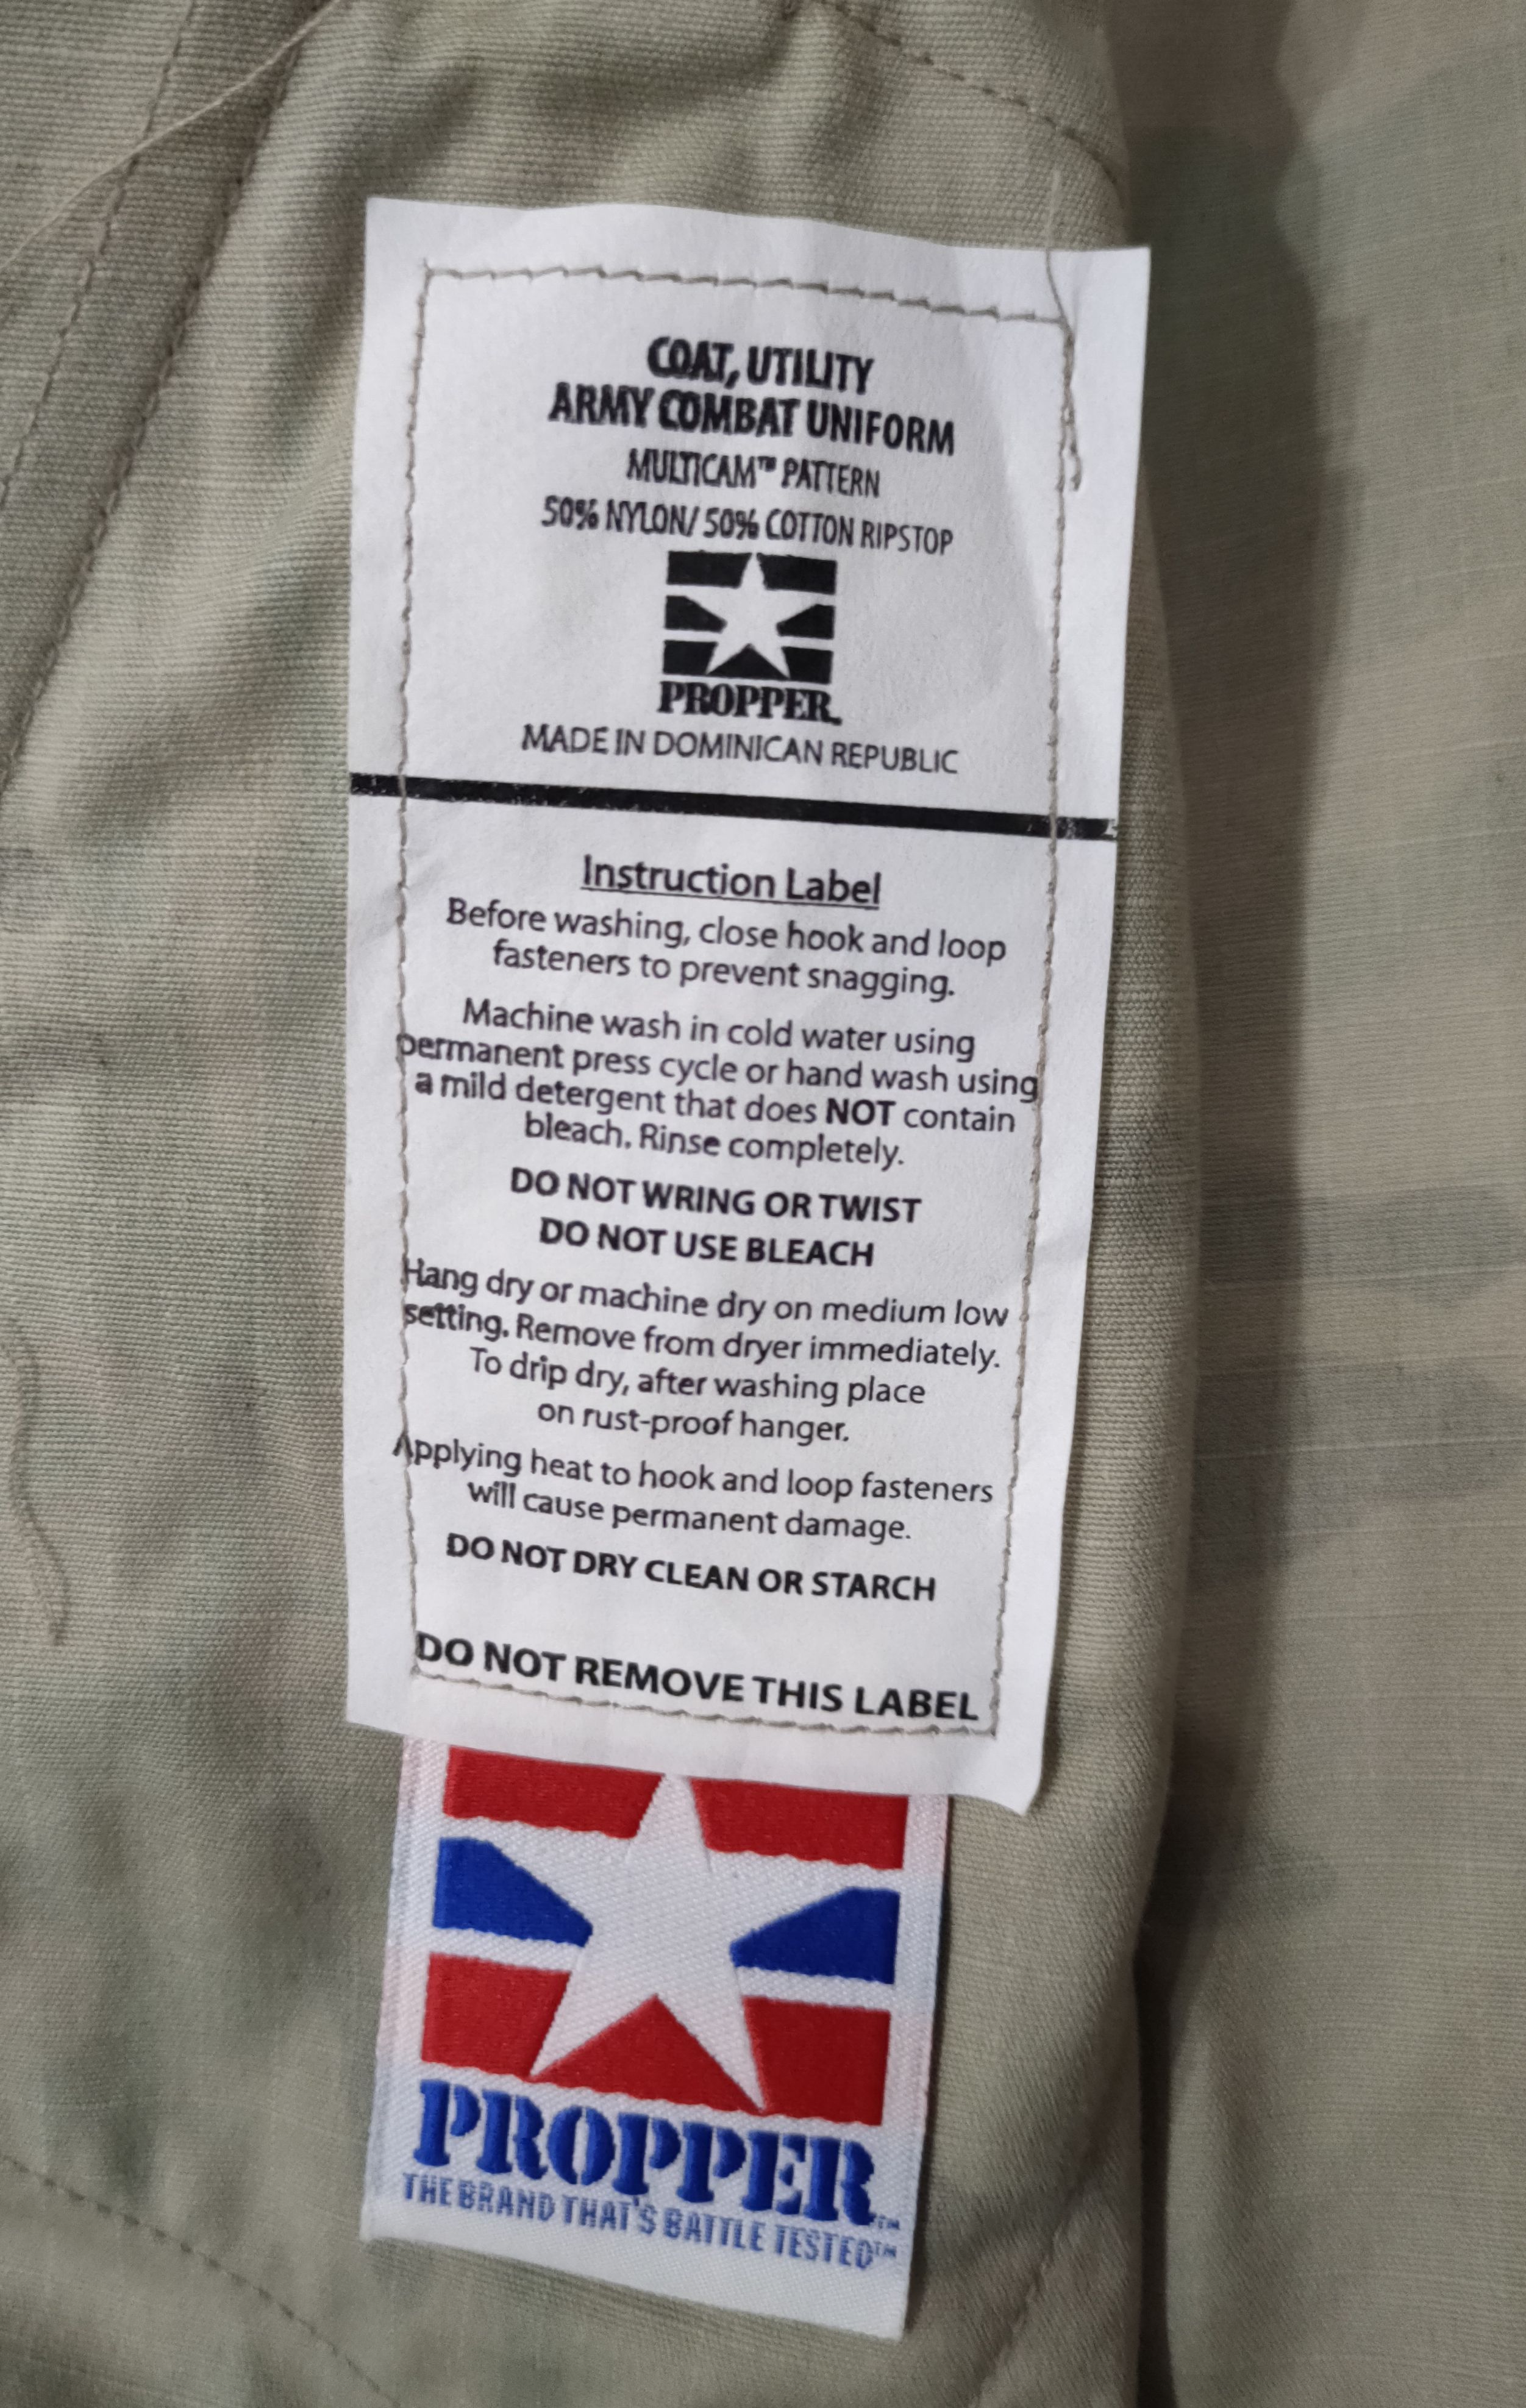 COAT, UTILITY
ARMY COMBAT UNIFORM
MULTICAM™ PATTERN
50% NYLON/ 50% COTTON RIPSTOP
PROPPER.
MADE IN DOMINICAN REPUBLIC
Instruction Label
Before washing, close hook and loop
fasteners to prevent snagging.
Machine wash in cold water using
permanent press cycle or hand wash using
a mild detergent that does NOT contain
bleach. Rinse completely.
DO NOT WRING OR TWIST
DO NOT USE BLEACH
Hang dry or machine dry on medium low
setting. Remove from dryer immediately.
To drip dry, after washing place
on rust-proof hanger.
Applying heat to hook and loop fasteners
will cause permanent damage.
DO NOT DRY CLEAN OR STARCH
DO NOT REMOVE THIS LABEL
PROPPER™
THE BRAND THAT'S BATTLE TESTED™